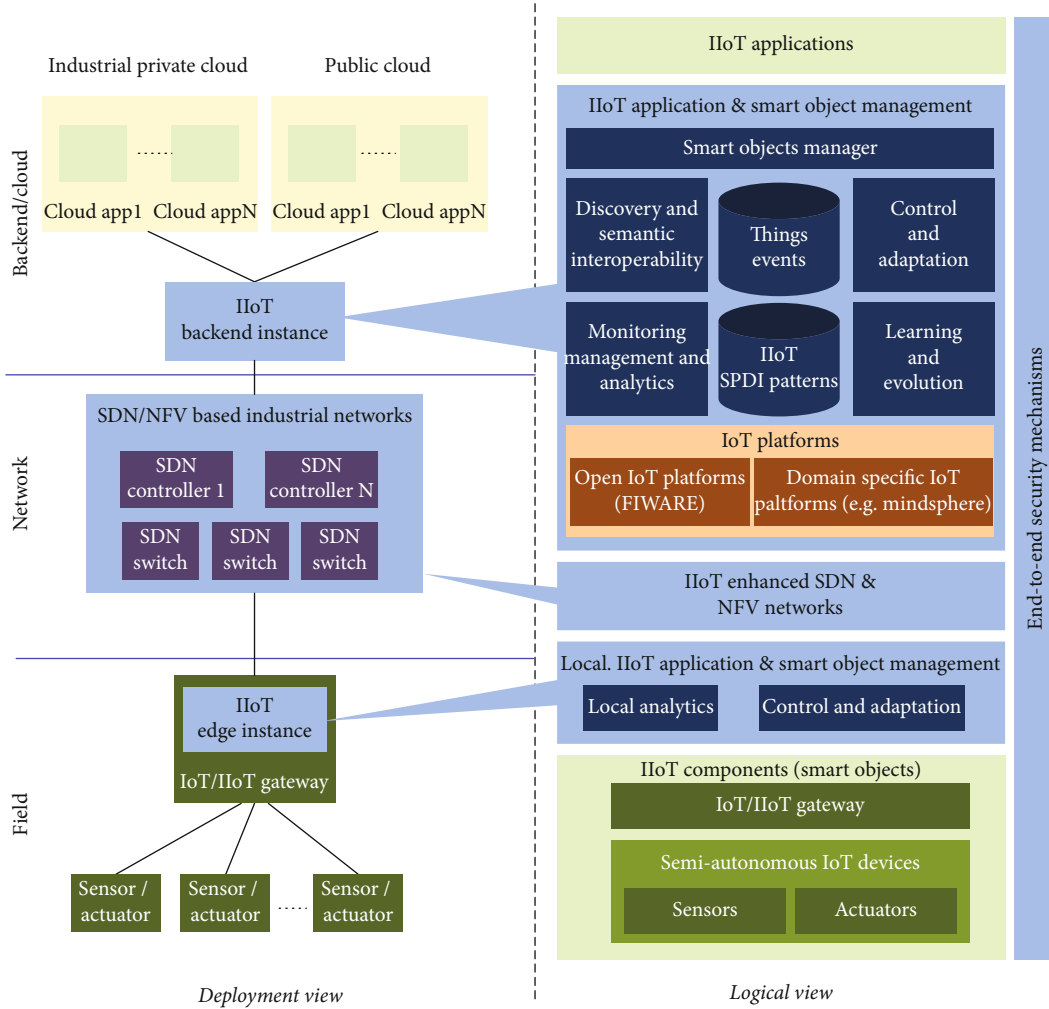 Industrial private cloud
Public cloud
Cloud app1
Cloud appN
Cloud app1
Cloud appN
Backend/cloud
IIoT
backend instance
SDN/NFV based industrial networks
SDN
controller 1
SDN
controller N
SDN
switch
SDN
switch
SDN
switch
Network
IIoT
edge instance
IoT/IIoT gateway
Field
Sensor /
actuator
Sensor /
actuator
Sensor /
actuator
Deployment view
IIoT applications
IIoT application & smart object management
Smart objects manager
Discovery and
semantic
interoperability
Things
events
Control
and
adaptation
Monitoring
management and
analytics
IIoT
SPDI patterns
Learning
and
evolution
IoT platforms
Open IoT platforms
(FIWARE)
Domain specific IoT
paltforms (e.g. mindsphere)
IIoT enhanced SDN &
NFV networks
Local. IIoT application & smart object management
Local analytics
Control and adaptation
IIoT components (smart objects)
IoT/IIoT gateway
Semi-autonomous IoT devices
Sensors
Actuators
End-to-end security mechanisms
Logical view